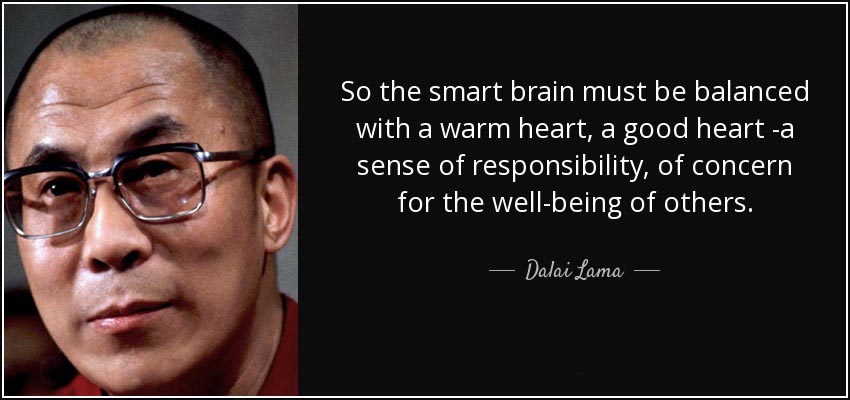 So the smart brain must be balanced
with a warm heart, a good heart -a
sense of responsibility, of concern
for the well-being of others.
Dalai Lama